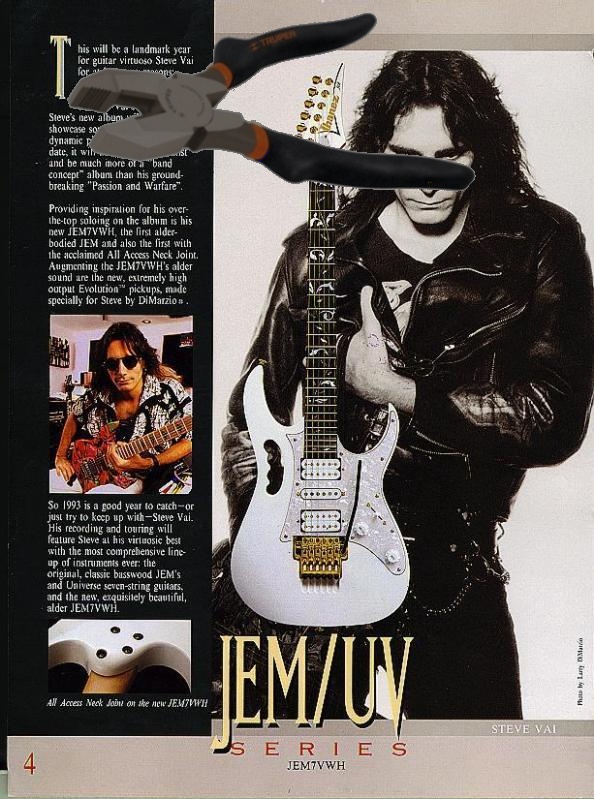 This will be a landmark year
for guitar virtuoso Steve Vai
for
Steve's new album
showcase
dynamic
date, it
and be much more of a "band
concept" album than his ground-
breaking "Passion and Warfare".
Providing inspiration for his over-
the-top soloing on the album is his
new JEM7VWH, the first alder-
bodied JEM and also the first with
the acclaimed All Access Neck Joint.
Augmenting the JEM7VWH's alder
sound are the new, extremely high
output Evolution™ pickups, made
specially for Steve by DiMarzio®.
So 1993 is a good year to catch—or
just try to keep up with—Steve Vai.
His recording and touring will
feature Steve at his virtuosic best
with the most comprehensive line-
up of instruments ever: the
original, classic basswood JEM's
and Universe seven-string guitars,
and the new, exquisitely beautiful,
alder JEM7VWH.
All Access Neck Joint on the new JEM7VWH
4
TRUPER
Ibanez
JEM/UV
SERIES
JEM7VWH
STEVE VAI
Photo by Larry DiMarzio